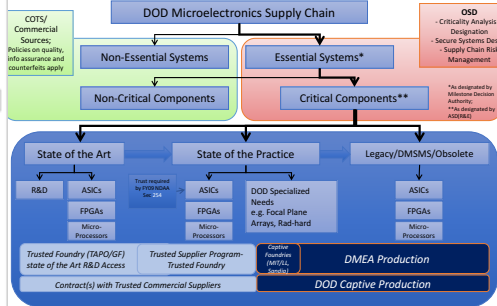 DOD Microelectronics Supply Chain
COTS/
Commercial
Sources;
Policies on quality,
info assurance and
counterfeits apply
OSD
- Criticality Analysis
Designation
- Secure Systems Des
- Supply Chain Risk
Management
*As designated by
Milestone Decision
Authority;
**As designated by
ASD(R&E)
Non-Essential Systems
Essential Systems*
Non-Critical Components
Critical Components**
State of the Art
State of the Practice
Legacy/DMSMS/Obsolete
R&D
ASICs
FPGAs
Micro-
Processors
Trust required
by FY09 NDAA
Sec 254
ASICs
FPGAs
Micro-
Processors
DOD Specialized
Needs
e.g. Focal Plane
Arrays, Rad-hard
ASICs
FPGAs
Micro-
Processors
Trusted Foundry (TAPO/GF)
state of the Art R&D Access
Trusted Supplier Program-
Trusted Foundry
Captive
Foundries
(MIT/LL,
Sandia)
DMEA Production
Contract(s) with Trusted Commercial Suppliers
DOD Captive Production